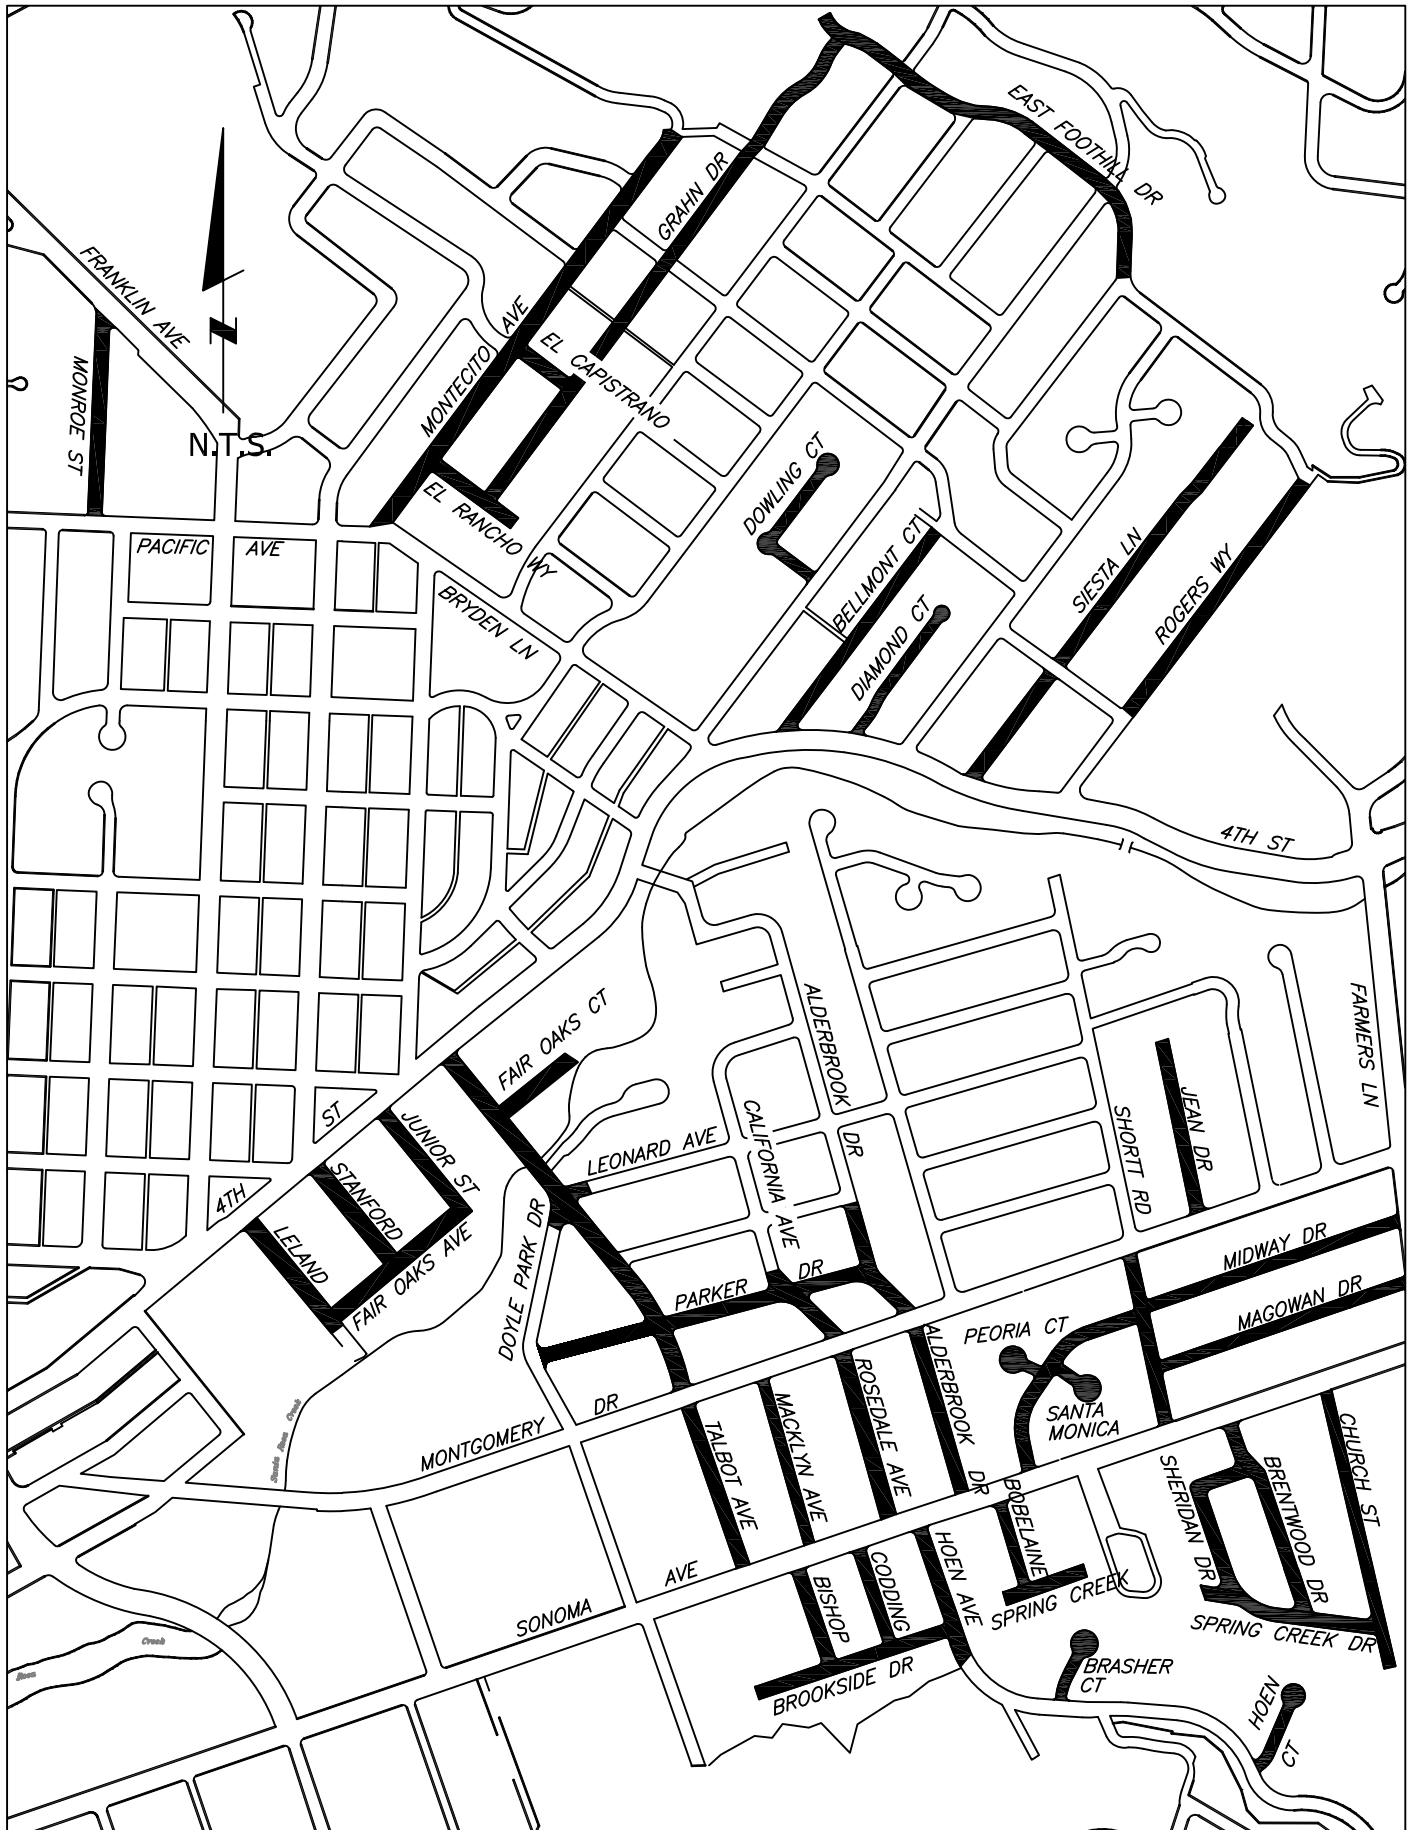 EAST FOOTHILL DR
GRAHN DR
FRANKLIN AVE
MONTECITO AVE
EL CAPISTRANO
MONROE ST
N.T.S.
DOWLING CT
EL RANCHO WY
PACIFIC AVE
BELLMONT CT
SIESTA LN
ROGERS WY
BRYDEN LN
DIAMOND CT
4TH ST
FARMERS LN
ALDERBROOK DR
FAIR OAKS CT
JEAN DR
SHORTT RD
CALIFORNIA AVE
LEONARD AVE
JUNIOR ST
STANFORD
4TH ST
LELAND
FAIR OAKS AVE
DOYLE PARK DR
PARKER DR
MIDWAY DR
MAGOWAN DR
PEORIA CT
ALDERBROOK DR
SANTA
MONICA
ROSEDALE AVE
MACKLYN AVE
TALBOT AVE
MONTGOMERY DR
Santa Rosa Creek
CHURCH ST
BRENTWOOD DR
SHERIDAN DR
BOBELAINE
HOEN AVE
SPRING CREEK
CODDING
BISHOP
SONOMA AVE
SPRING CREEK DR
BROOKSIDE DR
BRASHER
CT
HOEN
CT
Creek
Rosa